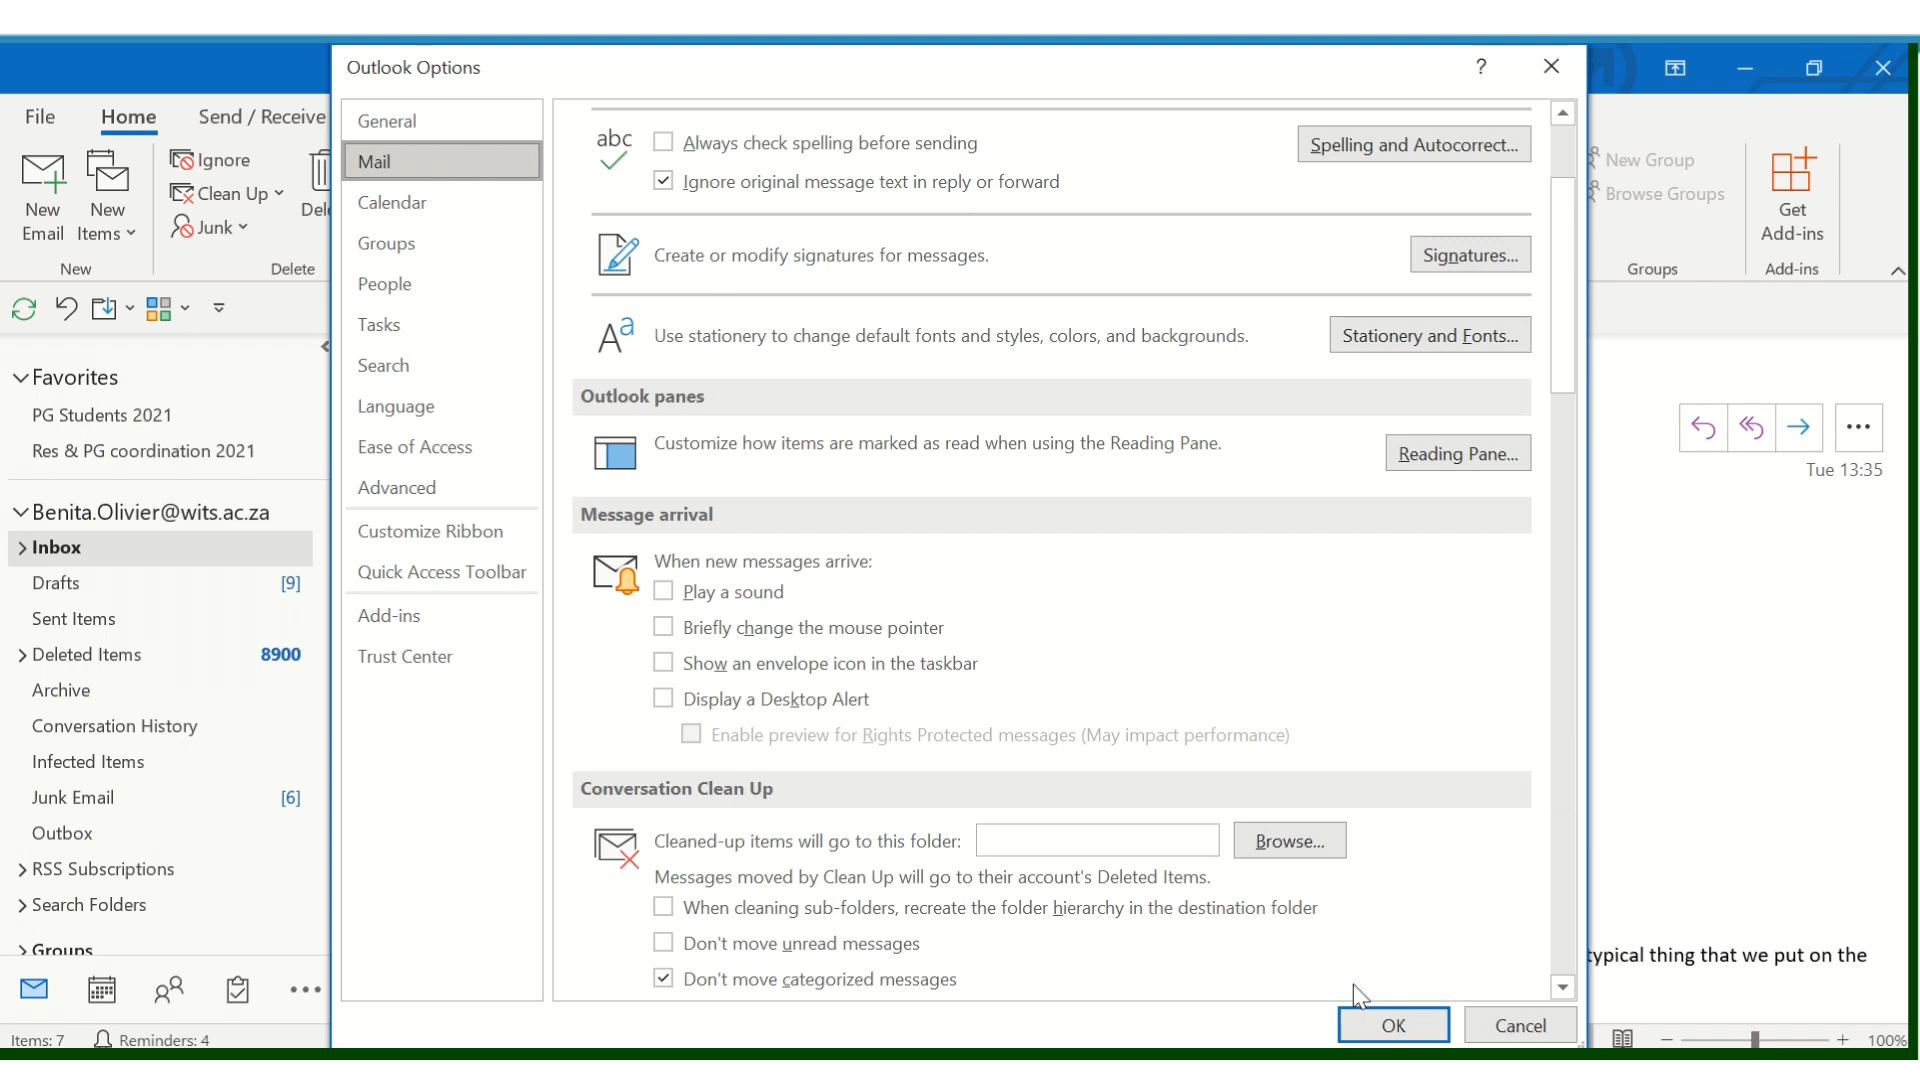 Outlook Options
?
File
Home
Send / Receive
New Email
New Items
Ignore
Clean Up
Junk
New
Delete
General
Mail
Calendar
Groups
People
Tasks
Search
Language
Ease of Access
Advanced
Customize Ribbon
Quick Access Toolbar
Add-ins
Trust Center
abc
Always check spelling before sending
Spelling and Autocorrect...
Ignore original message text in reply or forward
Create or modify signatures for messages.
Signatures...
Aa
Use stationery to change default fonts and styles, colors, and backgrounds.
Stationery and Fonts...
Outlook panes
Customize how items are marked as read when using the Reading Pane.
Reading Pane...
Message arrival
When new messages arrive:
Play a sound
Briefly change the mouse pointer
Show an envelope icon in the taskbar
Display a Desktop Alert
Enable preview for Rights Protected messages (May impact performance)
Conversation Clean Up
Cleaned-up items will go to this folder:
Browse...
Messages moved by Clean Up will go to their account's Deleted Items.
When cleaning sub-folders, recreate the folder hierarchy in the destination folder
Don't move unread messages
Don't move categorized messages
OK
Cancel
New Group
Browse Groups
Groups
Get
Add-ins
Add-ins
Tue 13:35
typical thing that we put on the
Favorites
PG Students 2021
Res & PG coordination 2021
Benita.Olivier@wits.ac.za
Inbox
Drafts [9]
Sent Items
Deleted Items 8900
Archive
Conversation History
Infected Items
Junk Email [6]
Outbox
RSS Subscriptions
Search Folders
Groups
Items: 7
Reminders: 4
100%